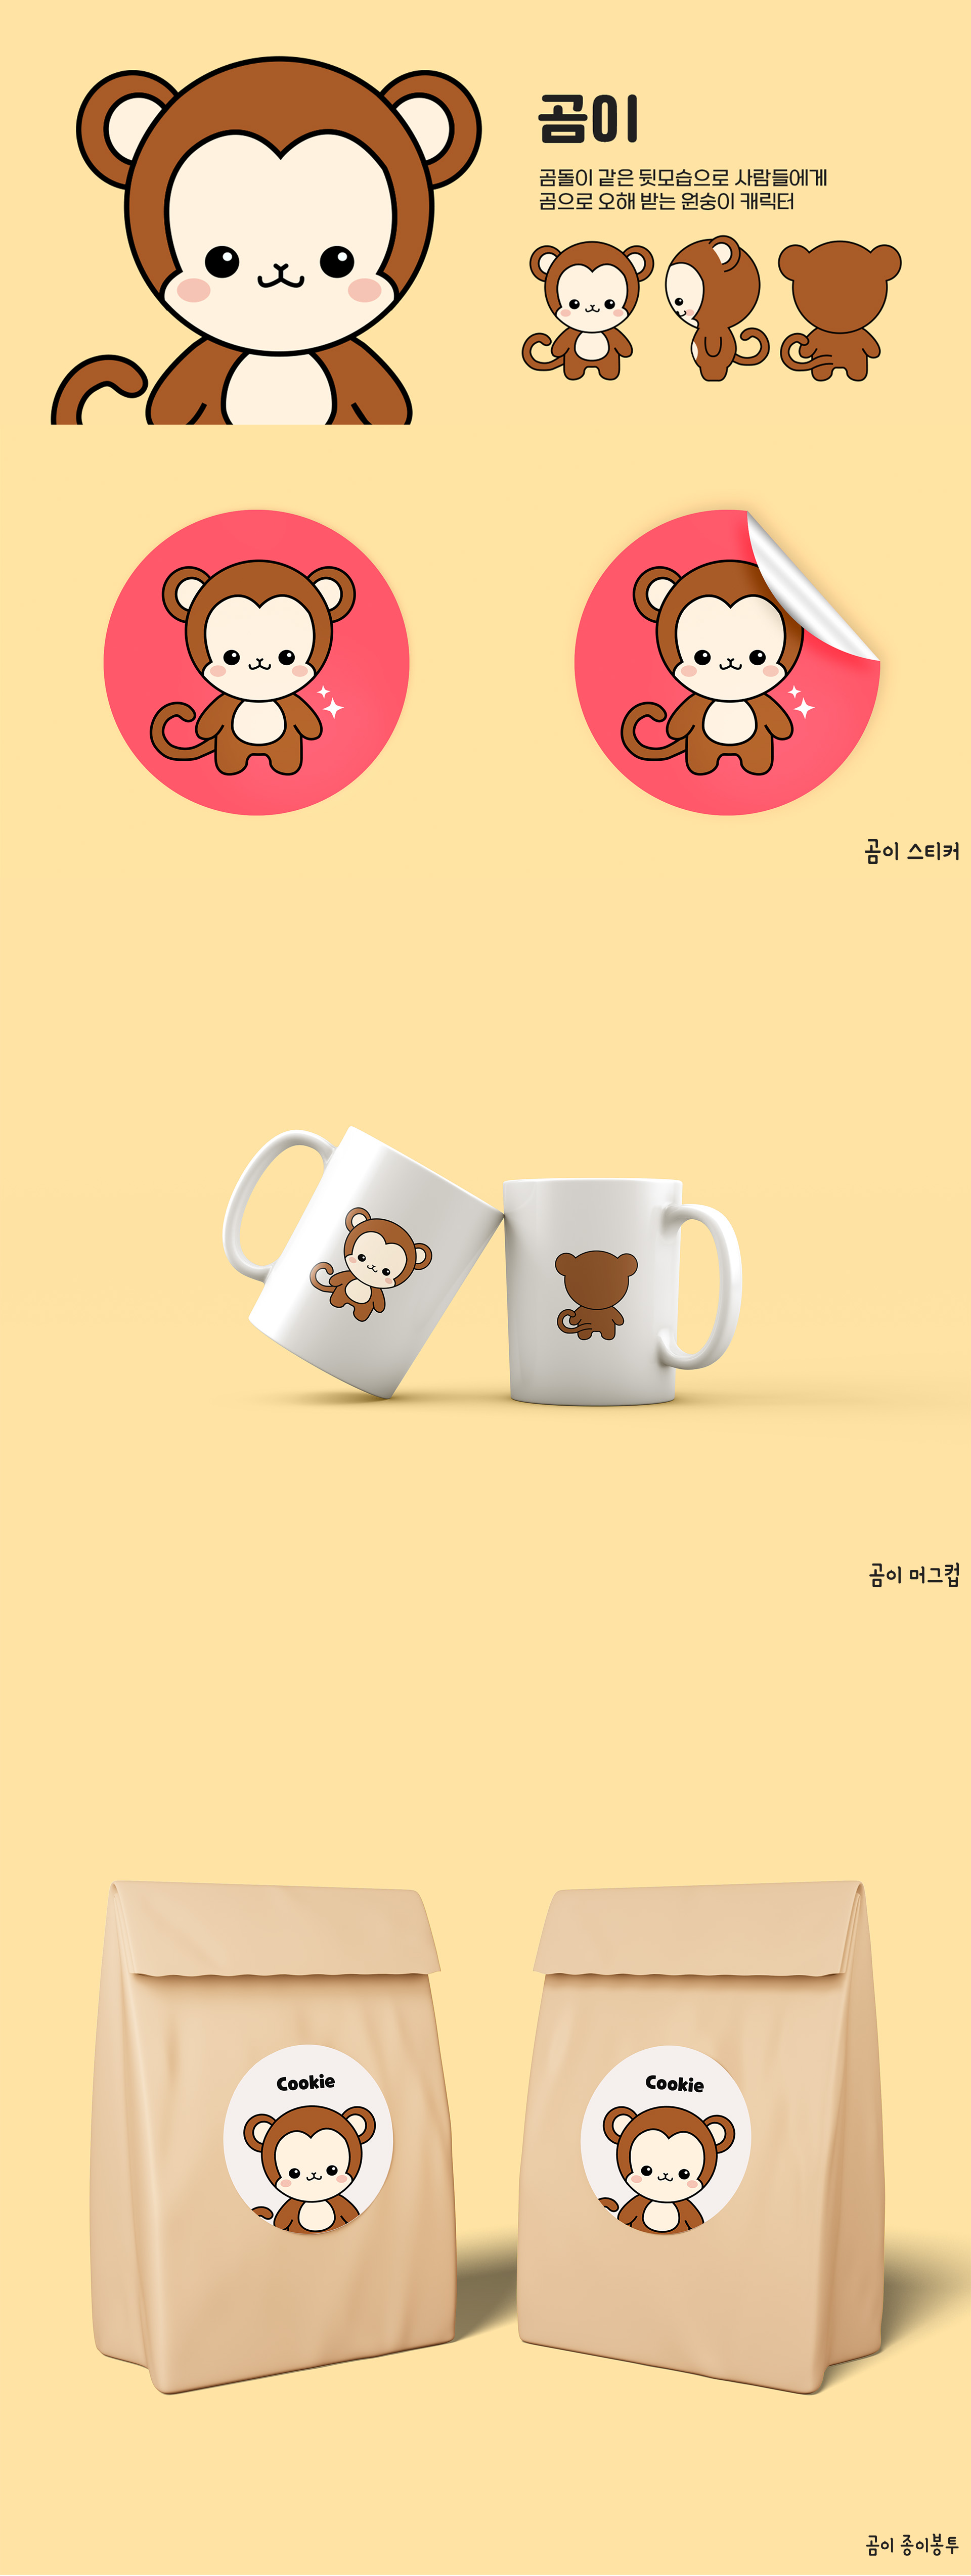 곰이
곰돌이 같은 뒷모습으로 사람들에게
곰으로 오해 받는 원숭이 캐릭터
곰이 스티커
곰이 머그컵
Cookie
Cookie
곰이 종이봉투